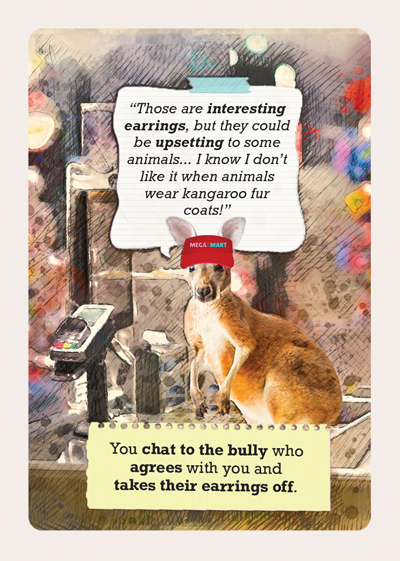 “Those are interesting
earrings, but they could
be upsetting to some
animals... I know I don’t
like it when animals
wear kangaroo fur
coats!”
MEGA MART
You chat to the bully who
agrees with you and
takes their earrings off.